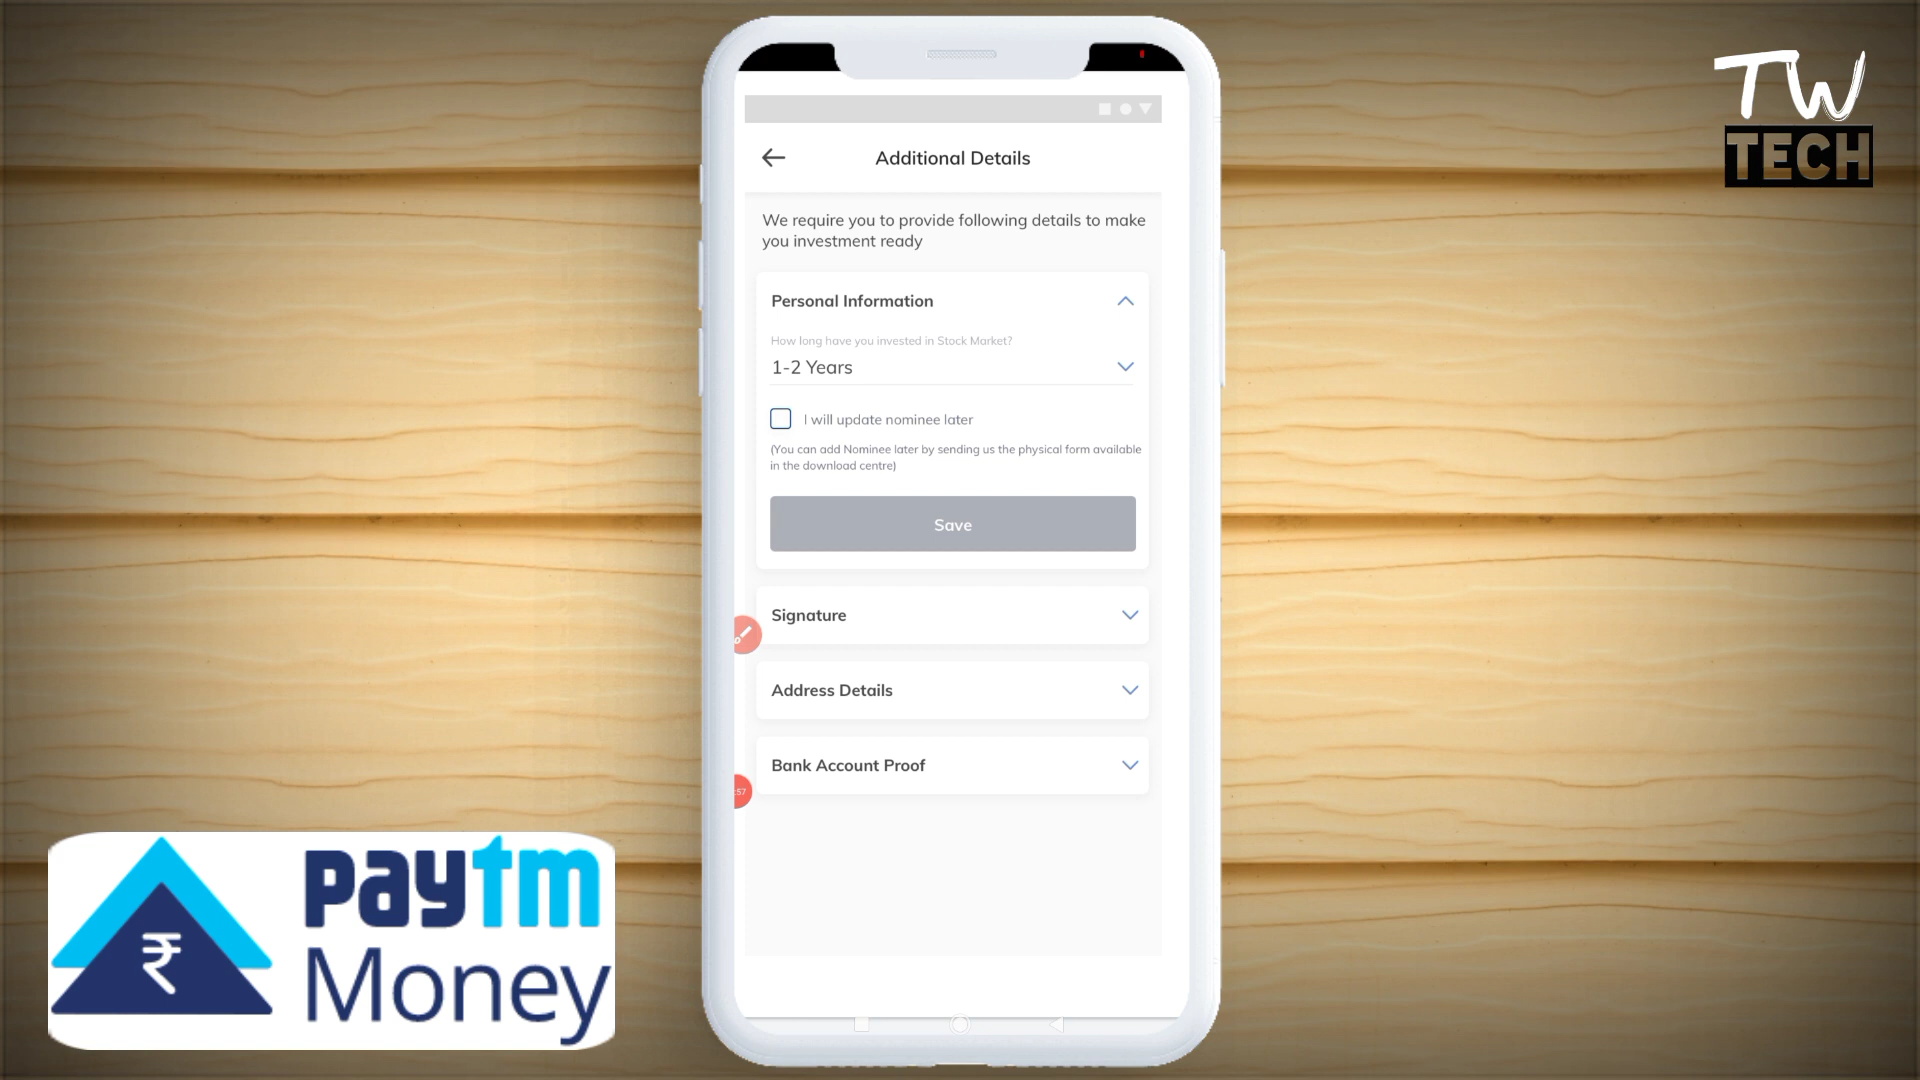 TW
TECH
Additional Details
We require you to provide following details to make
you investment ready
Personal Information
How long have you invested in Stock Market?
1-2 Years
I will update nominee later
(You can add Nominee later by sending us the physical form available
in the download centre)
Save
Signature
Address Details
Bank Account Proof
:57
₹
paytm
Money